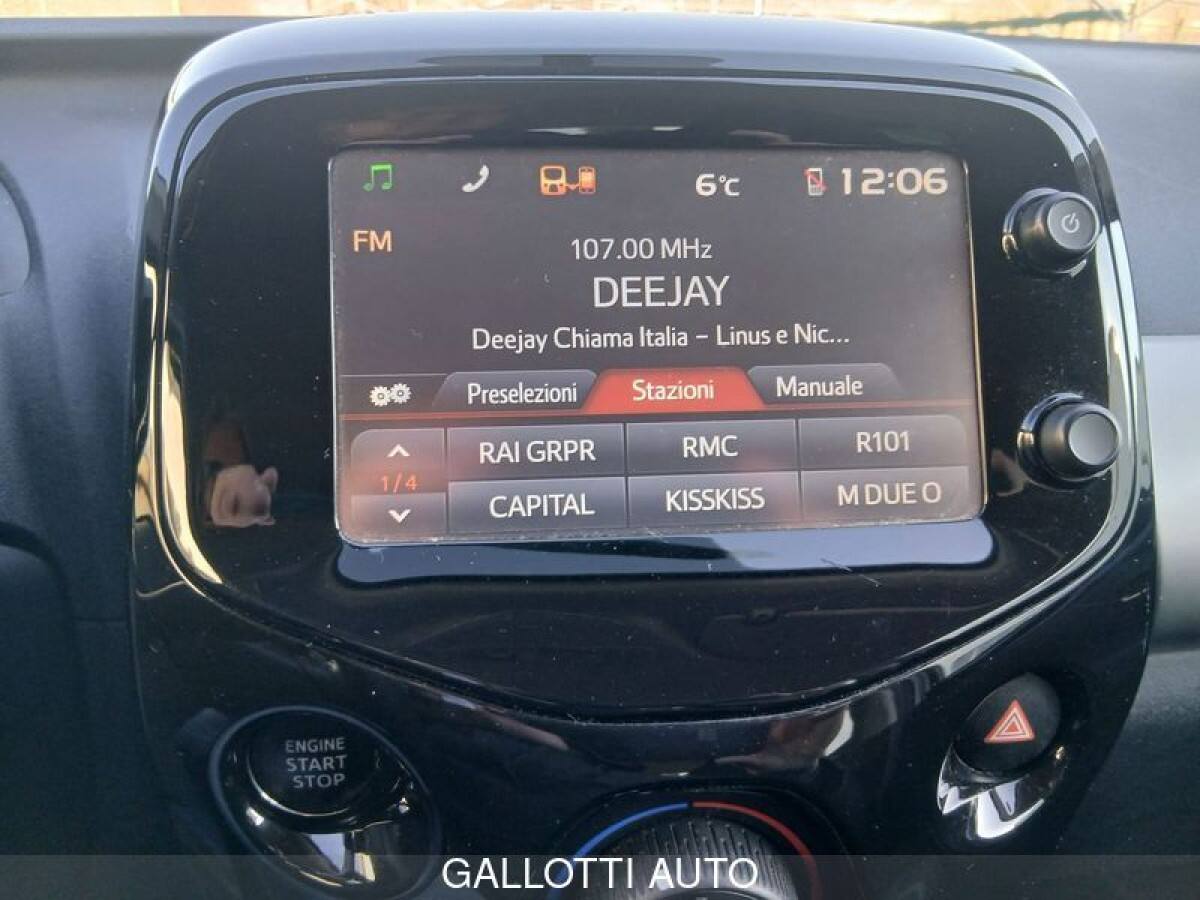 6°C
12:06
FM
107.00 MHz
DEEJAY
Deejay Chiama Italia – Linus e Nic...
Preselezioni
Stazioni
Manuale
RAI GRPR
RMC
R101
1/4
CAPITAL
KISSKISS
M DUE O
ENGINE
START
STOP
GALLOTTI AUTO